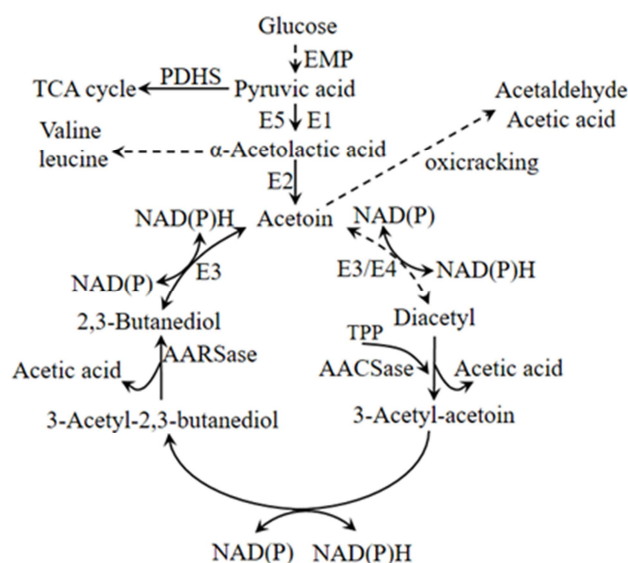 Glucose
EMP
TCA cycle PDHS Pyruvic acid
Acetaldehyde
Acetic acid
E5 E1
Valine
leucine
α-Acetolactic acid
oxicracking
E2
NAD(P)H Acetoin NAD(P)
E3
E3/E4
NAD(P)
NAD(P)H
2,3-Butanediol
Diacetyl
TPP
AARSase
Acetic acid
AACSase
Acetic acid
3-Acetyl-2,3-butanediol
3-Acetyl-acetoin
NAD(P) NAD(P)H